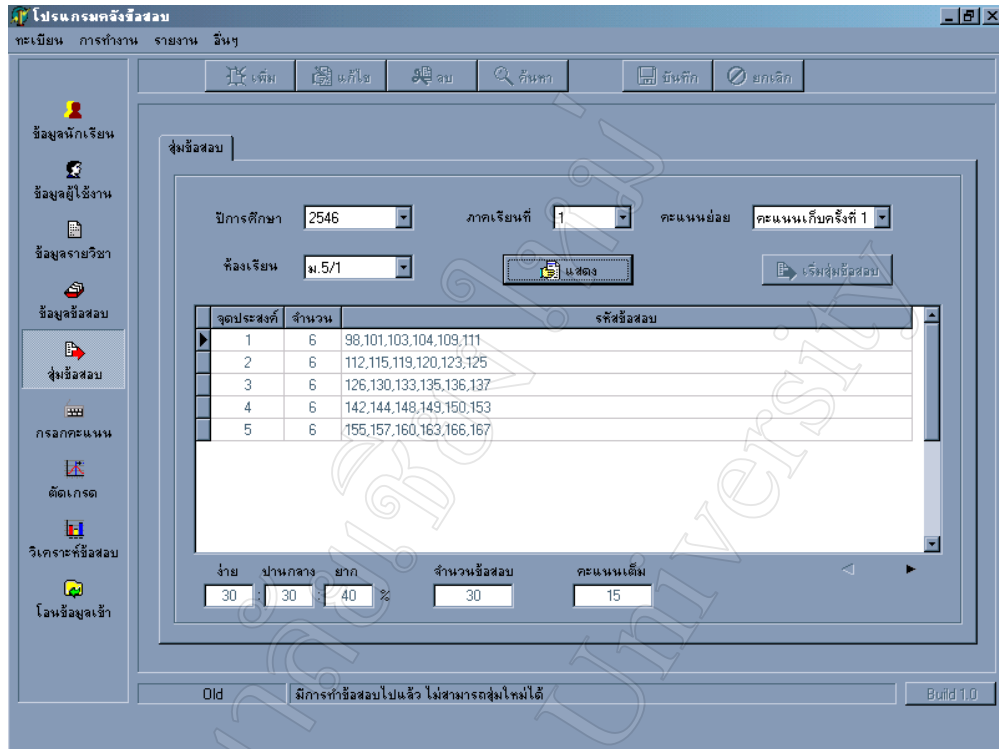 โปรแกรมคลังข้อสอบ
ทะเบียน การทำงาน รายงาน อื่นๆ
เพิ่ม แก้ไข ลบ ค้นหา บันทึก ยกเลิก
ข้อมูลนักเรียน
ข้อมูลผู้ใช้งาน
ข้อมูลรายวิชา
ข้อมูลข้อสอบ
สุ่มข้อสอบ
กรอกคะแนน
ตัดเกรด
วิเคราะห์ข้อสอบ
โอนข้อมูลเข้า
สุ่มข้อสอบ
ปีการศึกษา 2546 ภาคเรียนที่ 1 คะแนนย่อย คะแนนเก็บครั้งที่ 1
ห้องเรียน ม.5/1 แสดง เริ่มสุ่มข้อสอบ
จุดประสงค์ จำนวน รหัสข้อสอบ
1 6 98,101,103,104,109,111
2 6 112,115,119,120,123,125
3 6 126,130,133,135,136,137
4 6 142,144,148,149,150,153
5 6 155,157,160,163,166,167
ง่าย ปานกลาง ยาก จำนวนข้อสอบ คะแนนเต็ม
30 : 30 : 40 % 30 15
Old มีการทำข้อสอบไปแล้ว ไม่สามารถสุ่มใหม่ได้ Build 1.0
University